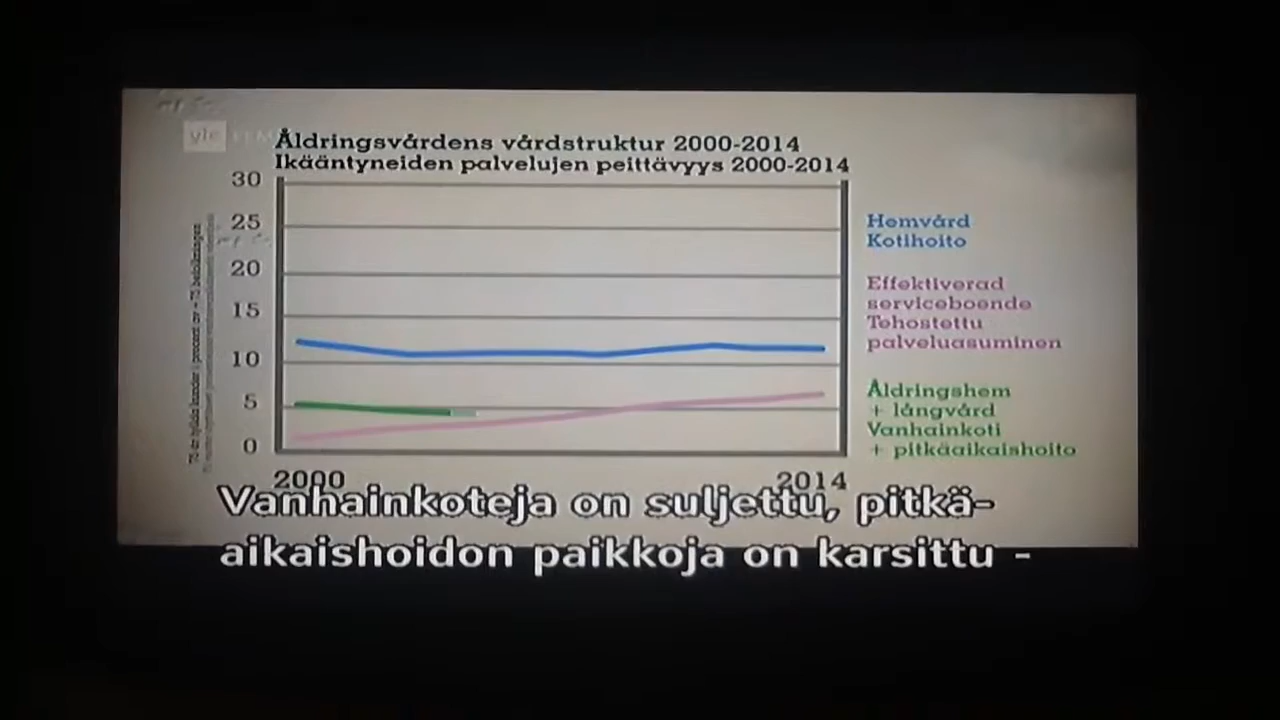 yle
Åldringsvårdens vårdstruktur 2000-2014
Ikääntyneiden palvelujen peittävyys 2000-2014
30
25
20
15
10
5
0
2000
2014
Hemvård
Kotihoito
Effektiverad
serviceboende
Tehostettu
palveluasuminen
Åldringshem
+ långvård
Vanhainkoti
+ pitkäaikaishoito
Vanhainkoteja on suljettu, pitkä-
aikaishoidon paikkoja on karsittu -